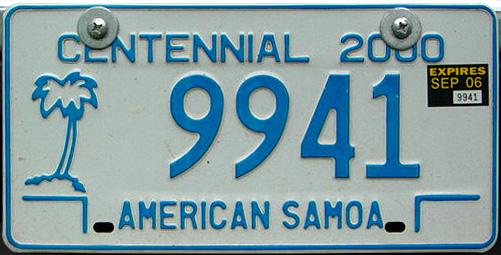 CENTENNIAL 2000
EXPIRES
SEP 06
9941
9941
AMERICAN SAMOA